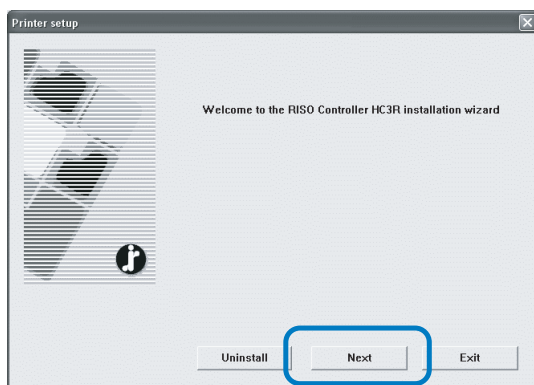 Printer setup
Welcome to the RISO Controller HC3R installation wizard
Uninstall
Next
Exit